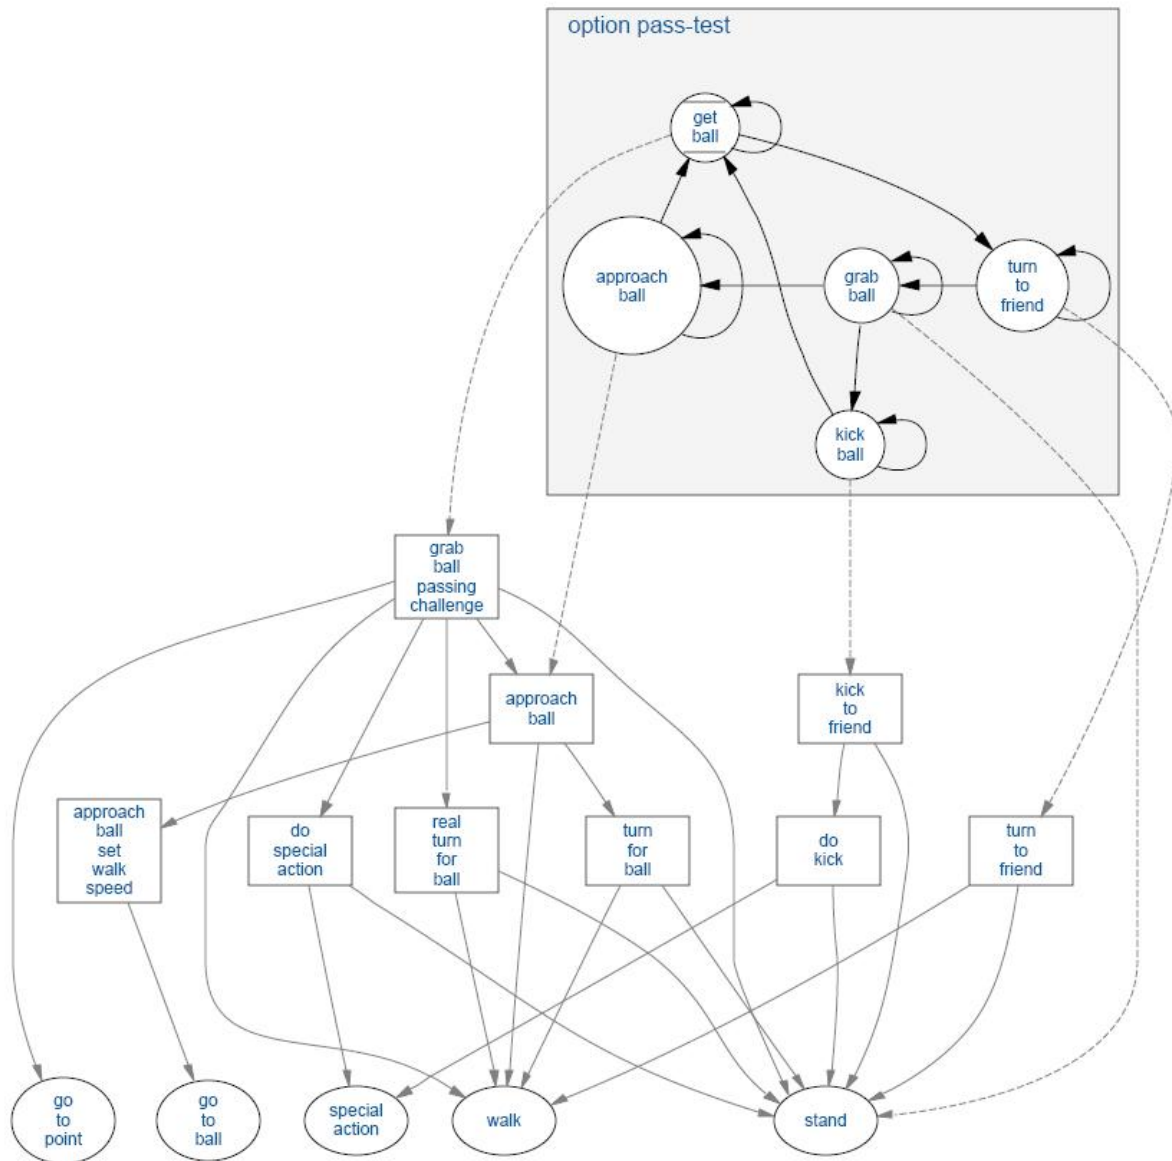 option pass-test
get
ball
approach
ball
grab
ball
turn
to
friend
kick
ball
grab
ball
passing
challenge
approach
ball
kick
to
friend
approach
ball
set
walk
speed
do
special
action
real
turn
for
ball
turn
for
ball
do
kick
turn
to
friend
go
to
point
go
to
ball
special
action
walk
stand